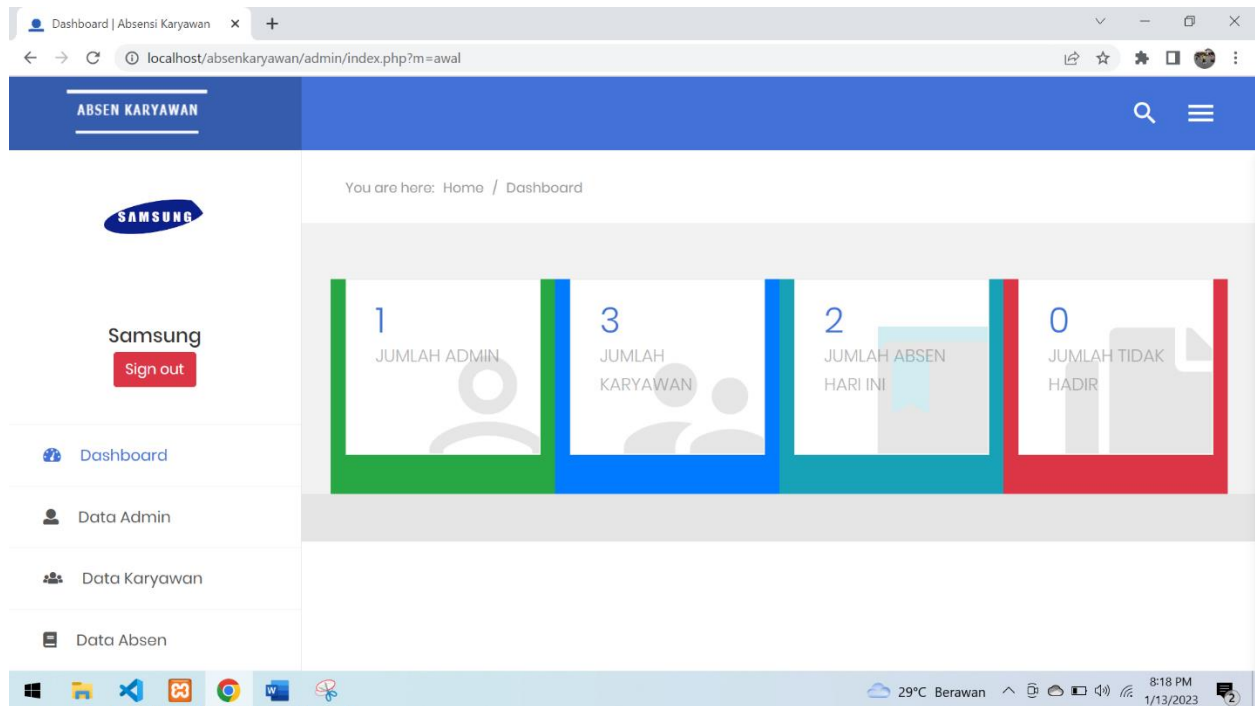 Dashboard | Absensi Karyawan
localhost/absenkaryawan/admin/index.php?m=awal
ABSEN KARYAWAN
You are here: Home / Dashboard
SAMSUNG
Samsung
Sign out
1
JUMLAH ADMIN
3
JUMLAH
KARYAWAN
2
JUMLAH ABSEN
HARI INI
0
JUMLAH TIDAK
HADIR
Dashboard
Data Admin
Data Karyawan
Data Absen
29°C Berawan
8:18 PM
1/13/2023
2